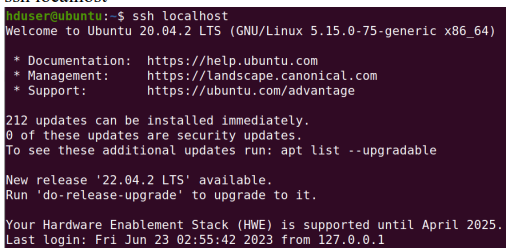 ssh localhost
hduser@ubuntu:~$ ssh localhost
Welcome to Ubuntu 20.04.2 LTS (GNU/Linux 5.15.0-75-generic x86_64)
* Documentation:  https://help.ubuntu.com
* Management:     https://landscape.canonical.com
* Support:        https://ubuntu.com/advantage
212 updates can be installed immediately.
0 of these updates are security updates.
To see these additional updates run: apt list --upgradable
New release '22.04.2 LTS' available.
Run 'do-release-upgrade' to upgrade to it.
Your Hardware Enablement Stack (HWE) is supported until April 2025.
Last login: Fri Jun 23 02:55:42 2023 from 127.0.0.1